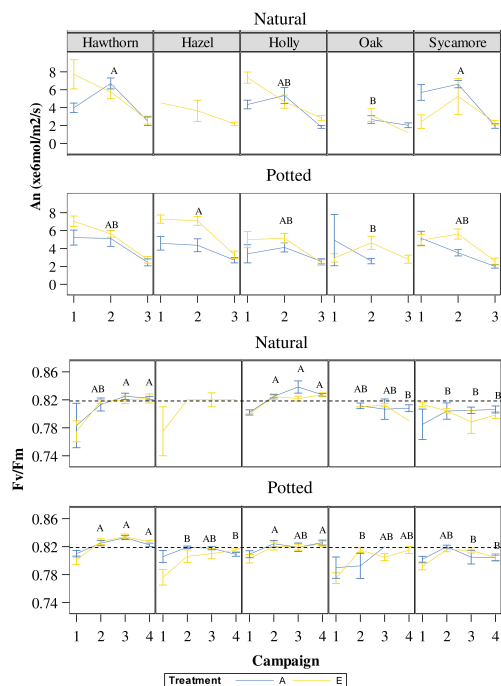 Natural
Hawthorn Hazel Holly Oak Sycamore
An (xe6mol/m2/s)
8
6
4
2
0
A AB B A
Potted
8
6
4
2
0
AB A AB B AB
1 2 3 1 2 3 1 2 3 1 2 3 1 2 3
Natural
Fv/Fm
0.86
0.82
0.78
0.74
AB A A A A A AB AB B B B B
Potted
0.86
0.82
0.78
0.74
A A A B AB B AB AB A B AB AB B AB B
1 2 3 4 1 2 3 4 1 2 3 4 1 2 3 4 1 2 3 4
Campaign
Treatment A E